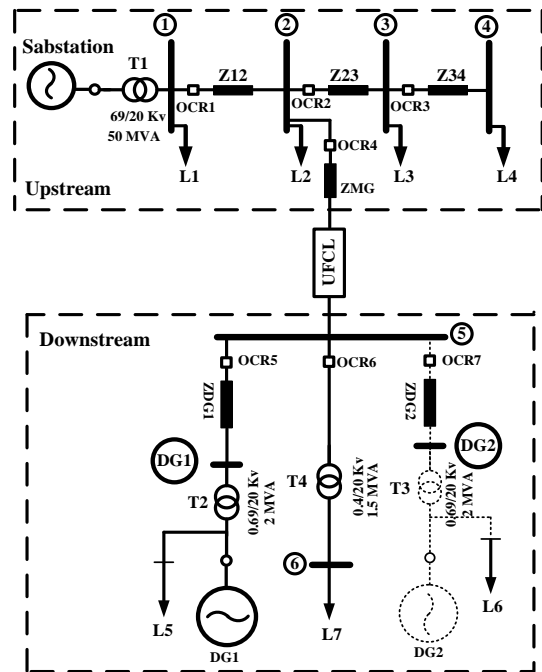 1
2
3
4
Sabstation
T1
Z12
Z23
Z34
OCR1
OCR2
OCR3
69/20 Kv
50 MVA
OCR4
L1
L2
L3
L4
ZMG
Upstream
UFCL
Downstream
5
OCR5
OCR6
OCR7
ZDG1
ZDG2
DG1
DG2
T2
0.69/20 Kv
2 MVA
T4
0.4/20 Kv
1.5 MVA
T3
0.69/20 Kv
2 MVA
6
L5
L7
L6
DG1
DG2